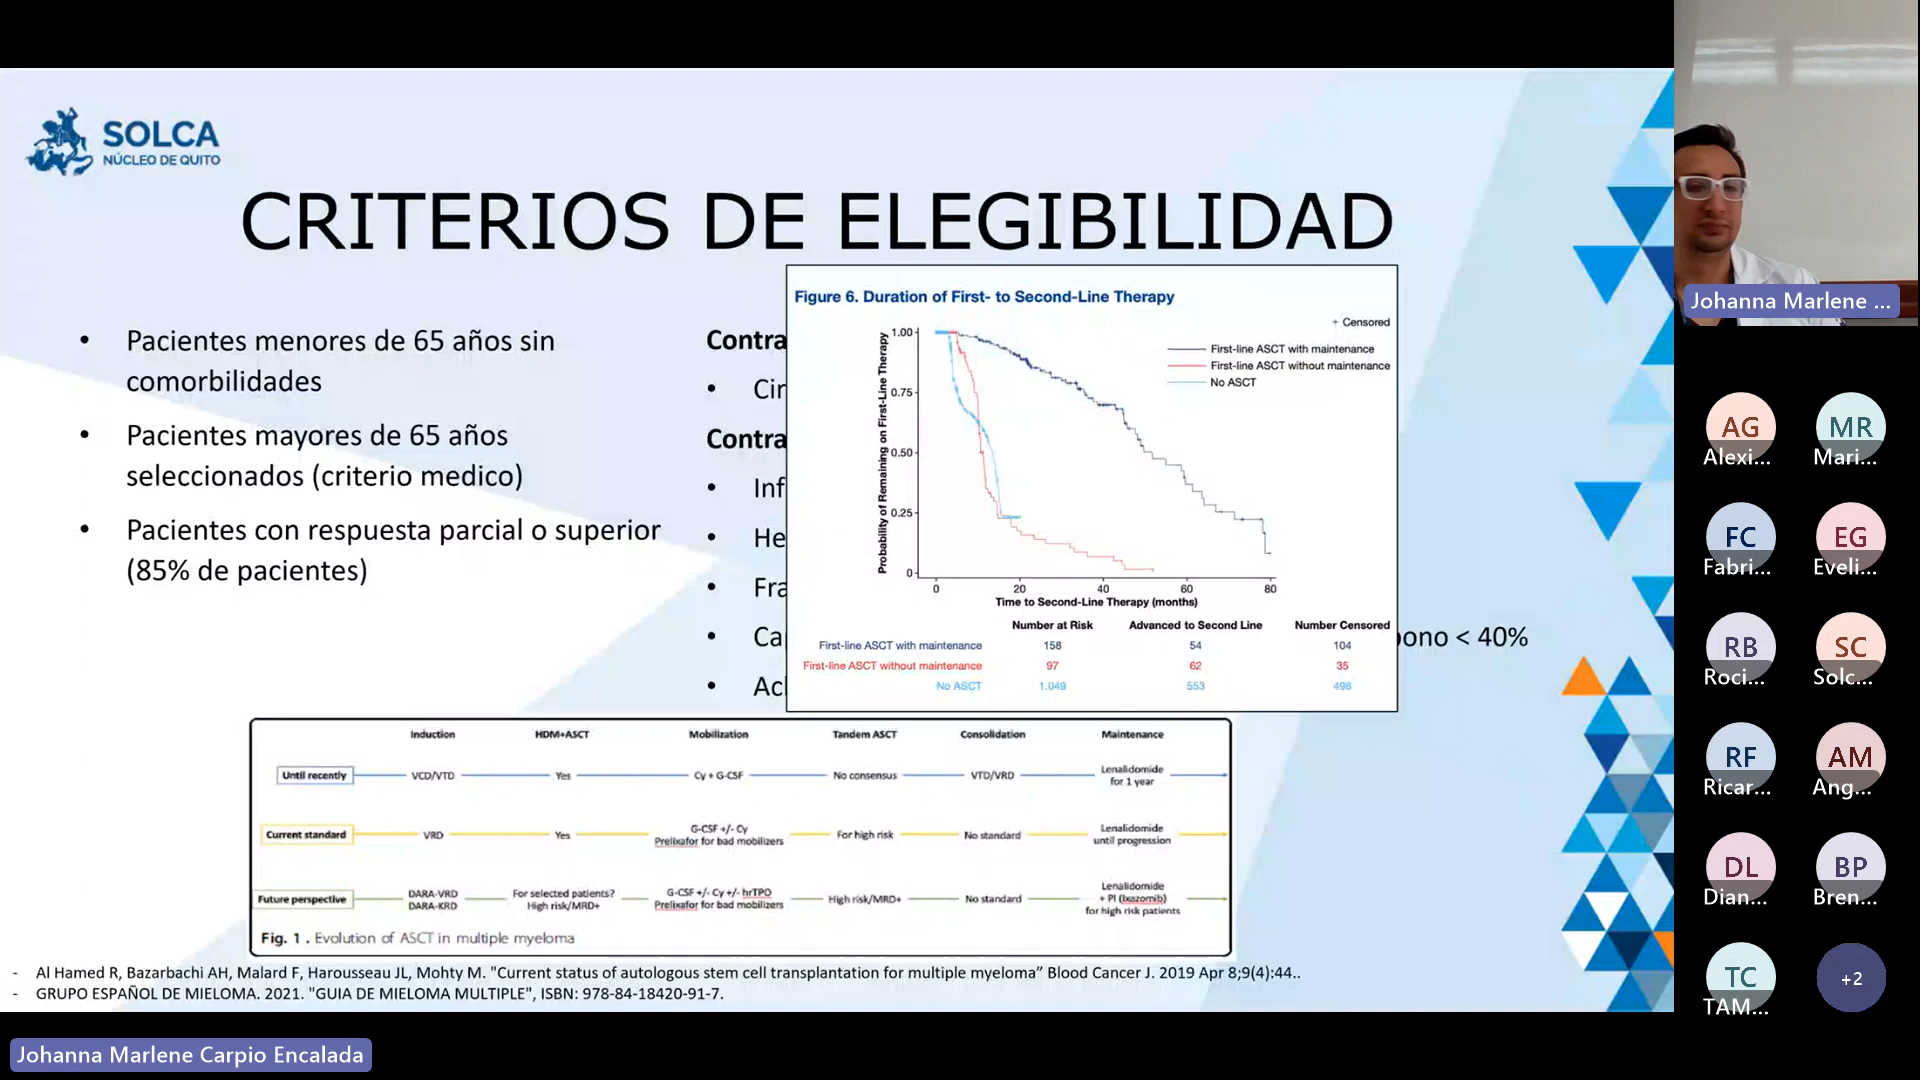 SOLCA
NÚCLEO DE QUITO
CRITERIOS DE ELEGIBILIDAD
• Pacientes menores de 65 años sin
comorbilidades
• Pacientes mayores de 65 años
seleccionados (criterio medico)
• Pacientes con respuesta parcial o superior
(85% de pacientes)
Contra
• Cir
Contra
• Inf
• He
• Fra
• Ca
ono < 40%
• Acl
Figure 6. Duration of First- to Second-Line Therapy
+ Censored
First-line ASCT with maintenance
First-line ASCT without maintenance
No ASCT
Probability of Remaining on First-Line Therapy
1.00
0.75
0.50
0.25
0
0 20 40 60 80
Time to Second-Line Therapy (months)
Number at Risk Advanced to Second Line Number Censored
First-line ASCT with maintenance 158 54 104
First-line ASCT without maintenance 97 62 35
No ASCT 1.049 553 496
Induction HDM+ASCT Mobilization Tandem ASCT Consolidation Maintenance
Until recently VCD/VTD Yes Cy + G-CSF No consensus VTD/VRD Lenalidomide
for 1 year
Current standard VRD Yes G-CSF +/- Cy
Prelixafor for bad mobilizers For high risk No standard Lenalidomide
until progression
Future perspective DARA-VRD
DARA-KRD For selected patients?
High risk/MRD+ G-CSF +/- Cy +/- hrTPO
Prelixafor for bad mobilizers High risk/MRD+ No standard Lenalidomide
+ PI (Ixazomib)
for high risk patients
Fig. 1 . Evolution of ASCT in multiple myeloma
- Al Hamed R, Bazarbachi AH, Malard F, Harousseau JL, Mohty M. "Current status of autologous stem cell transplantation for multiple myeloma” Blood Cancer J. 2019 Apr 8;9(4):44..
- GRUPO ESPAÑOL DE MIELOMA. 2021. "GUIA DE MIELOMA MULTIPLE", ISBN: 978-84-18420-91-7.
Johanna Marlene Carpio Encalada
Johanna Marlene ...
AG MR
Alexi... Mari...
FC EG
Fabri... Eveli...
RB SC
Roci... Solc...
RF AM
Ricar... Ang...
DL BP
Dian... Bren...
TC +2
TAM...